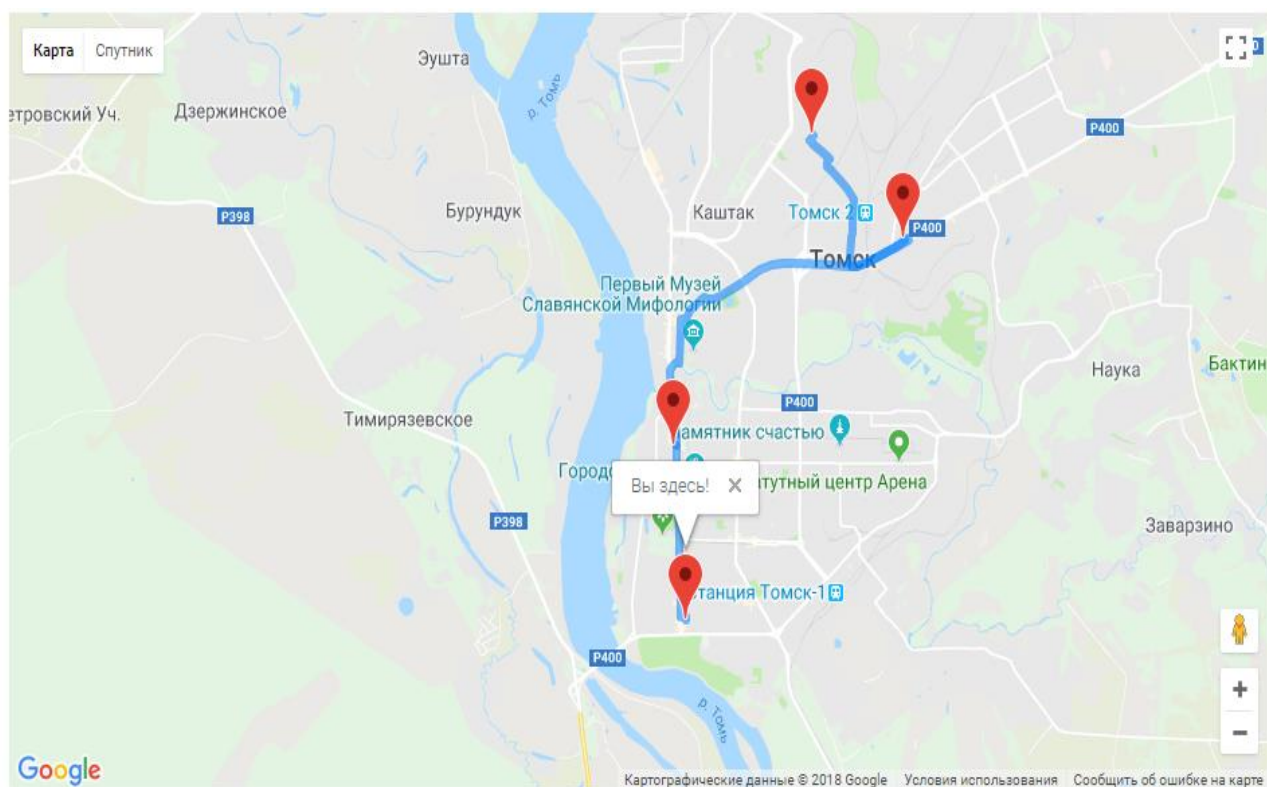 Карта Спутник
Эушта
р. Томь
етровский Уч.
Дзержинское
Р400
Р398
Бурундук
Каштак
Томск 2
Р400
Томск
Первый Музей
Славянской Мифологии
Наука
Бактин
Р400
Тимирязевское
амятник счастью
Город
Вы здесь!
татутный центр Арена
Р398
Заварзино
танция Томск-1
Р400
р. Томь
Google
Картографические данные © 2018 Google Условия использования Сообщить об ошибке на карте